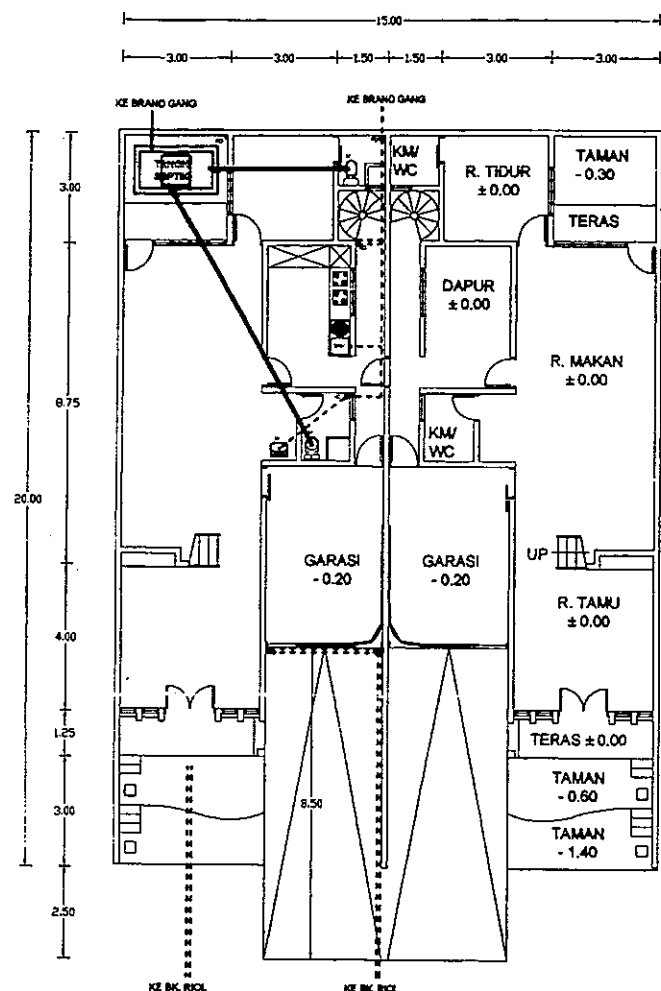 15.00
3.00
3.00
1.50
1.50
3.00
3.00
KE BRAND GANG
KE BRAND GANG
3.00
8.75
20.00
4.00
1.25
3.00
2.50
KM/
WC
R. TIDUR
± 0.00
TAMAN
- 0.30
TERAS
DAPUR
± 0.00
R. MAKAN
± 0.00
KM/
WC
GARASI
- 0.20
GARASI
- 0.20
UP
R. TAMU
± 0.00
TERAS ± 0.00
8.50
TAMAN
- 0.60
TAMAN
- 1.40
KE BK. RIOL
KE BK. RIOL